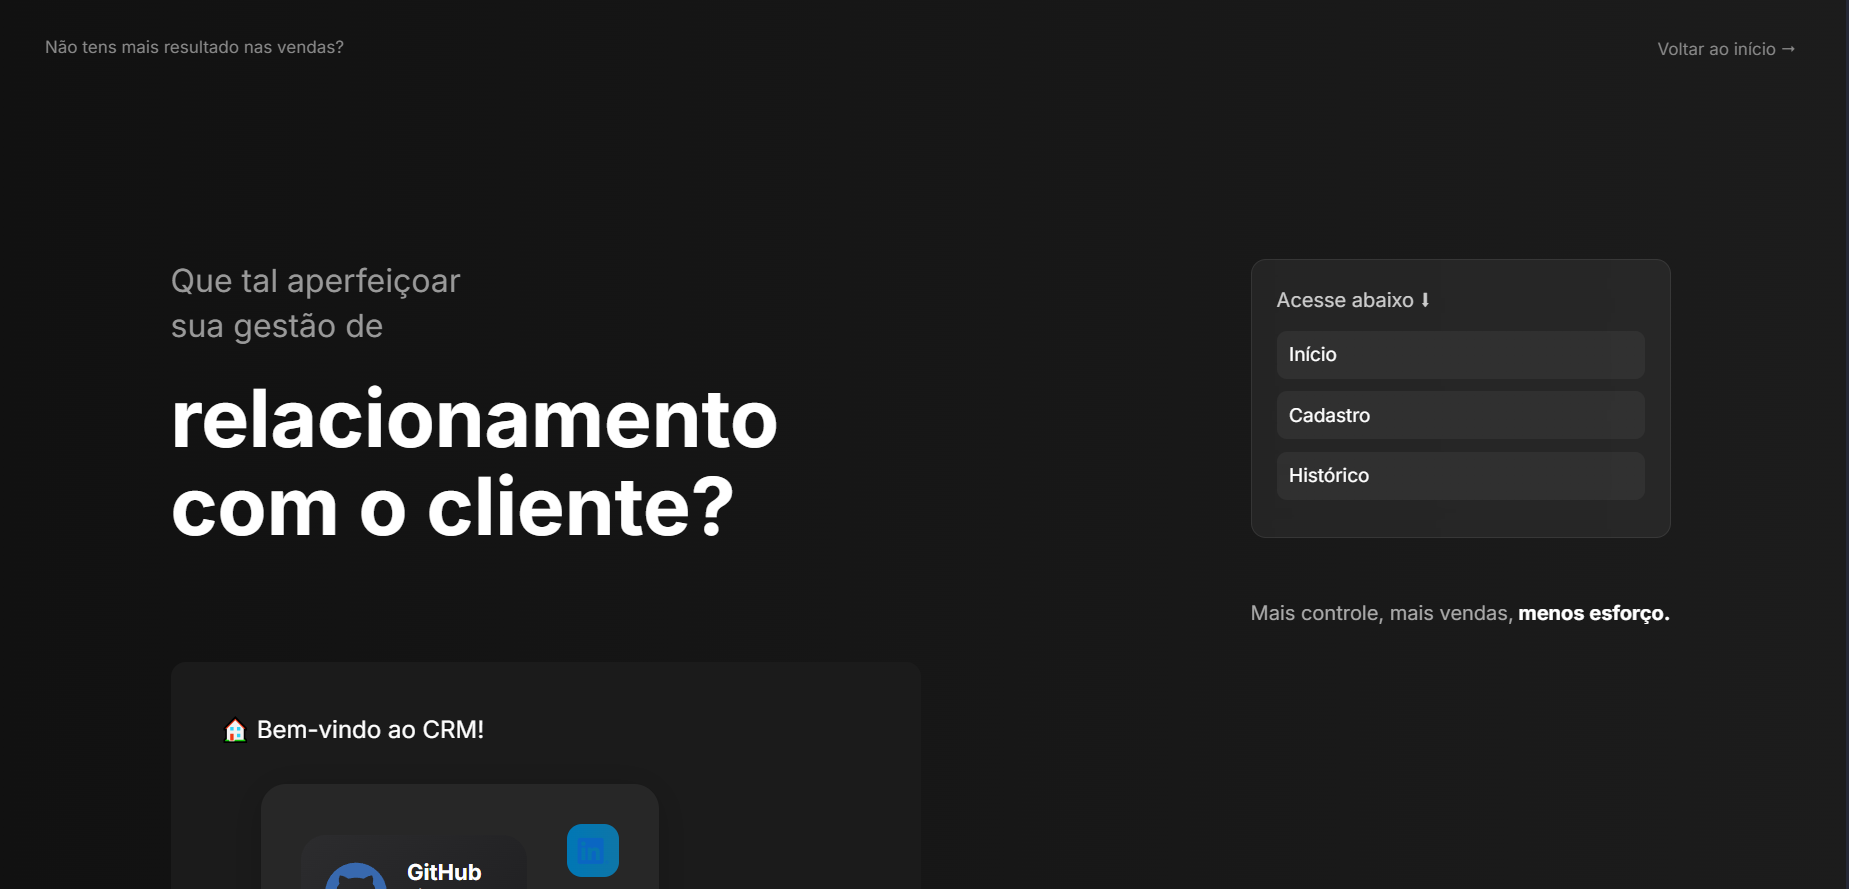 Não tens mais resultado nas vendas?
Voltar ao início →
Que tal aperfeiçoar
sua gestão de
relacionamento
com o cliente?
Acesse abaixo ⬇
Início
Cadastro
Histórico
Mais controle, mais vendas, menos esforço.
🏠 Bem-vindo ao CRM!
in
GitHub